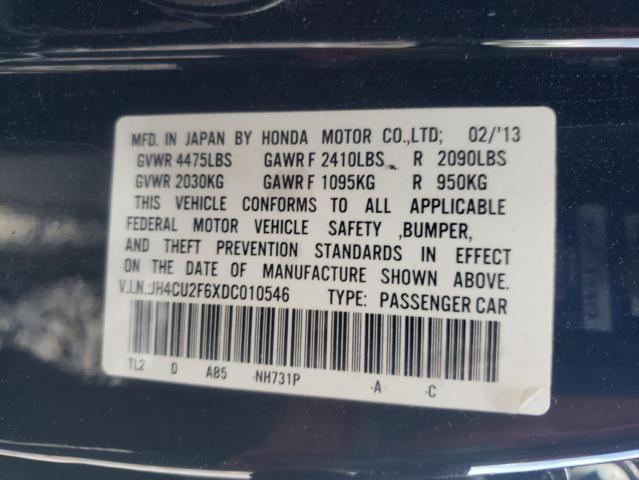 MFD. IN JAPAN BY HONDA MOTOR CO.,LTD; 02/'13
GVWR 4475LBS GAWR F 2410LBS R 2090LBS
GVWR 2030KG GAWR F 1095KG R 950KG
THIS VEHICLE CONFORMS TO ALL APPLICABLE
FEDERAL MOTOR VEHICLE SAFETY ,BUMPER,
AND THEFT PREVENTION STANDARDS IN EFFECT
ON THE DATE OF MANUFACTURE SHOWN ABOVE.
V.I.N.:JH4CU2F6XDC010546 TYPE: PASSENGER CAR
TL2 D AB5 -NH731P -A -C